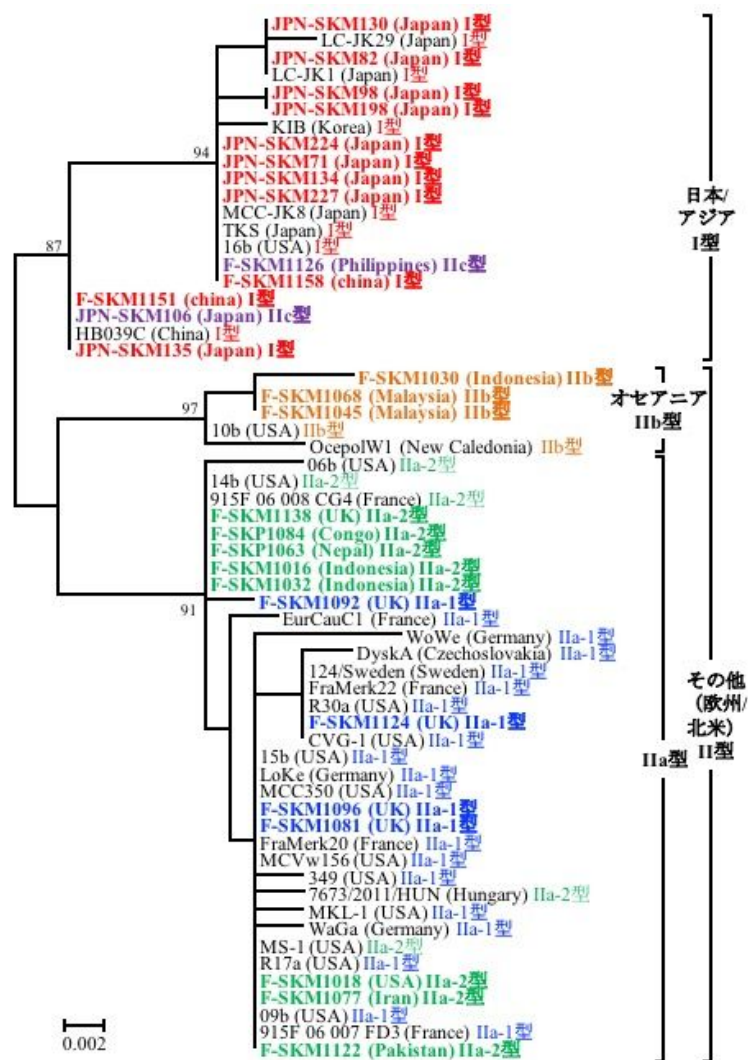 JPN-SKM130 (Japan) I型
LC-JK29 (Japan) I型
JPN-SKM82 (Japan) I型
LC-JK1 (Japan) I型
JPN-SKM98 (Japan) I型
JPN-SKM198 (Japan) I型
KIB (Korea) I型
94
JPN-SKM224 (Japan) I型
JPN-SKM71 (Japan) I型
JPN-SKM134 (Japan) I型
JPN-SKM227 (Japan) I型
MCC-JK8 (Japan) I型
TKS (Japan) I型
16b (USA) I型
F-SKM1126 (Philippines) IIc型
F-SKM1158 (china) I型
87
F-SKM1151 (china) I型
JPN-SKM106 (Japan) IIc型
HB039C (China) I型
JPN-SKM135 (Japan) I型
日本/
アジア
I型
F-SKM1030 (Indonesia) IIb型
F-SKM1068 (Malaysia) IIb型
F-SKM1045 (Malaysia) IIb型
97
10b (USA) IIb型
OcepolW1 (New Caledonia) IIb型
オセアニア
IIb型
06b (USA) IIa-2型
14b (USA) IIa-2型
915F 06 008 CG4 (France) IIa-2型
F-SKM1138 (UK) IIa-2型
F-SKP1084 (Congo) IIa-2型
F-SKP1063 (Nepal) IIa-2型
F-SKM1016 (Indonesia) IIa-2型
F-SKM1032 (Indonesia) IIa-2型
91
F-SKM1092 (UK) IIa-1型
EurCauC1 (France) IIa-1型
WoWe (Germany) IIa-1型
DyskA (Czechoslovakia) IIa-1型
124/Sweden (Sweden) IIa-1型
FraMerk22 (France) IIa-1型
R30a (USA) IIa-1型
F-SKM1124 (UK) IIa-1型
CVG-1 (USA) IIa-1型
15b (USA) IIa-1型
LoKe (Germany) IIa-1型
MCC350 (USA) IIa-1型
F-SKM1096 (UK) IIa-1型
F-SKM1081 (UK) IIa-1型
FraMerk20 (France) IIa-1型
MCVw156 (USA) IIa-1型
349 (USA) IIa-1型
7673/2011/HUN (Hungary) IIa-2型
MKL-1 (USA) IIa-1型
WaGa (Germany) IIa-1型
MS-1 (USA) IIa-2型
R17a (USA) IIa-1型
F-SKM1018 (USA) IIa-2型
F-SKM1077 (Iran) IIa-2型
09b (USA) IIa-1型
915F 06 007 FD3 (France) IIa-1型
F-SKM1122 (Pakistan) IIa-2型
IIa型
その他
(欧州/
北米)
II型
0.002